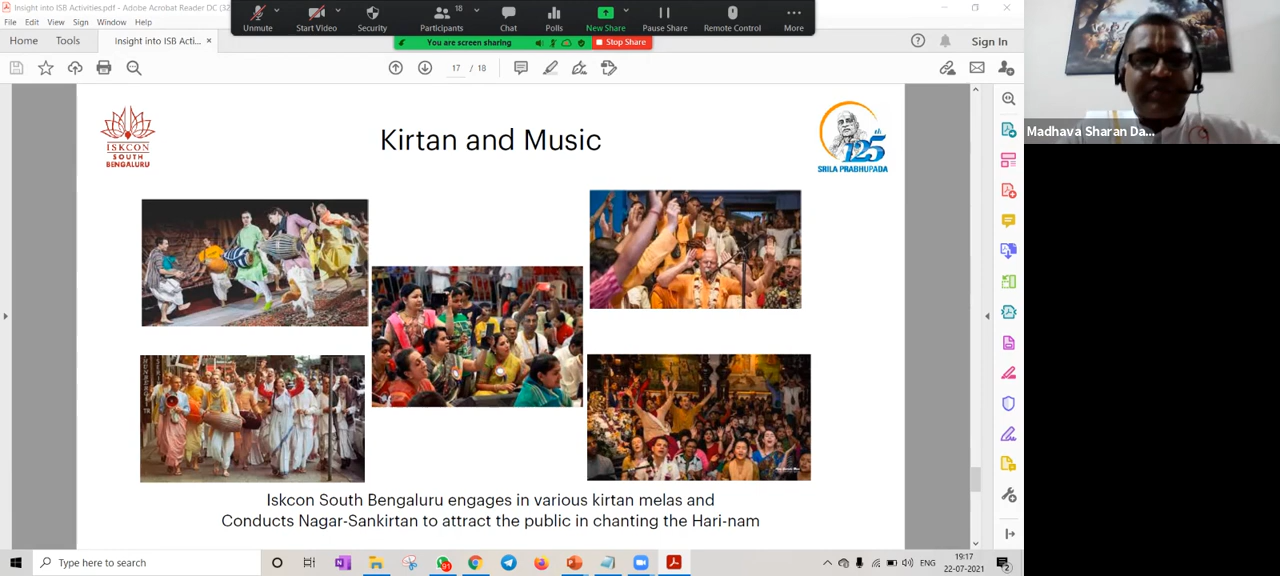 Insight into ISB Activities.pdf - Adobe Acrobat Reader DC (32
File Edit View Sign Window Help
Unmute Start Video Security Participants 18 Chat Polls New Share Pause Share Remote Control More
You are screen sharing Stop Share
Home Tools Insight into ISB Acti... × Sign In
17 / 18
Madhava Sharan Da...
ISKCON
SOUTH
BENGALURU
Kirtan and Music
125
SRILA PRABHUPADA
Iskcon South Bengaluru engages in various kirtan melas and
Conducts Nagar-Sankirtan to attract the public in chanting the Hari-nam
Type here to search
ENG
19:17
22-07-2021
2